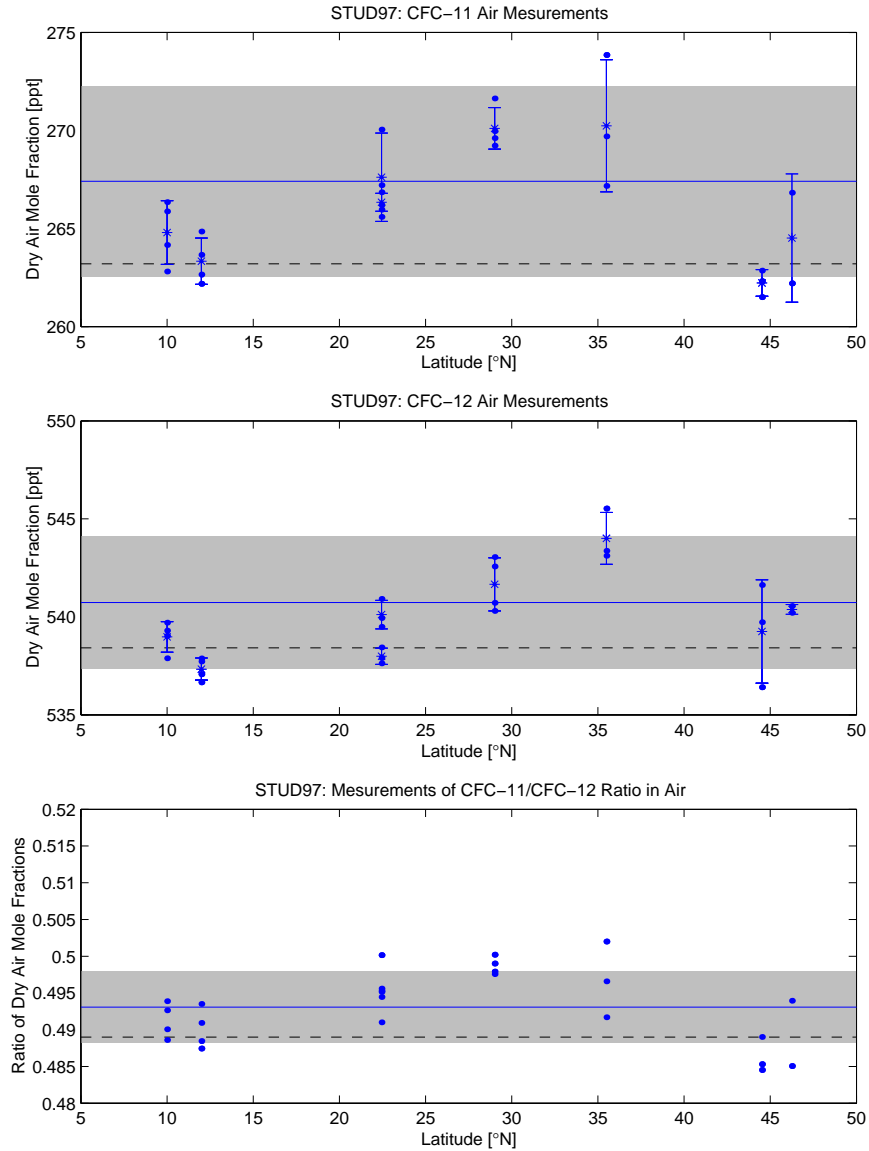 STUD97: CFC−11 Air Mesurements
275
270
265
260
Dry Air Mole Fraction [ppt]
5 10 15 20 25 30 35 40 45 50
Latitude [°N]
STUD97: CFC−12 Air Mesurements
550
545
540
535
Dry Air Mole Fraction [ppt]
5 10 15 20 25 30 35 40 45 50
Latitude [°N]
STUD97: Mesurements of CFC−11/CFC−12 Ratio in Air
0.52
0.515
0.51
0.505
0.5
0.495
0.49
0.485
0.48
Ratio of Dry Air Mole Fractions
5 10 15 20 25 30 35 40 45 50
Latitude [°N]